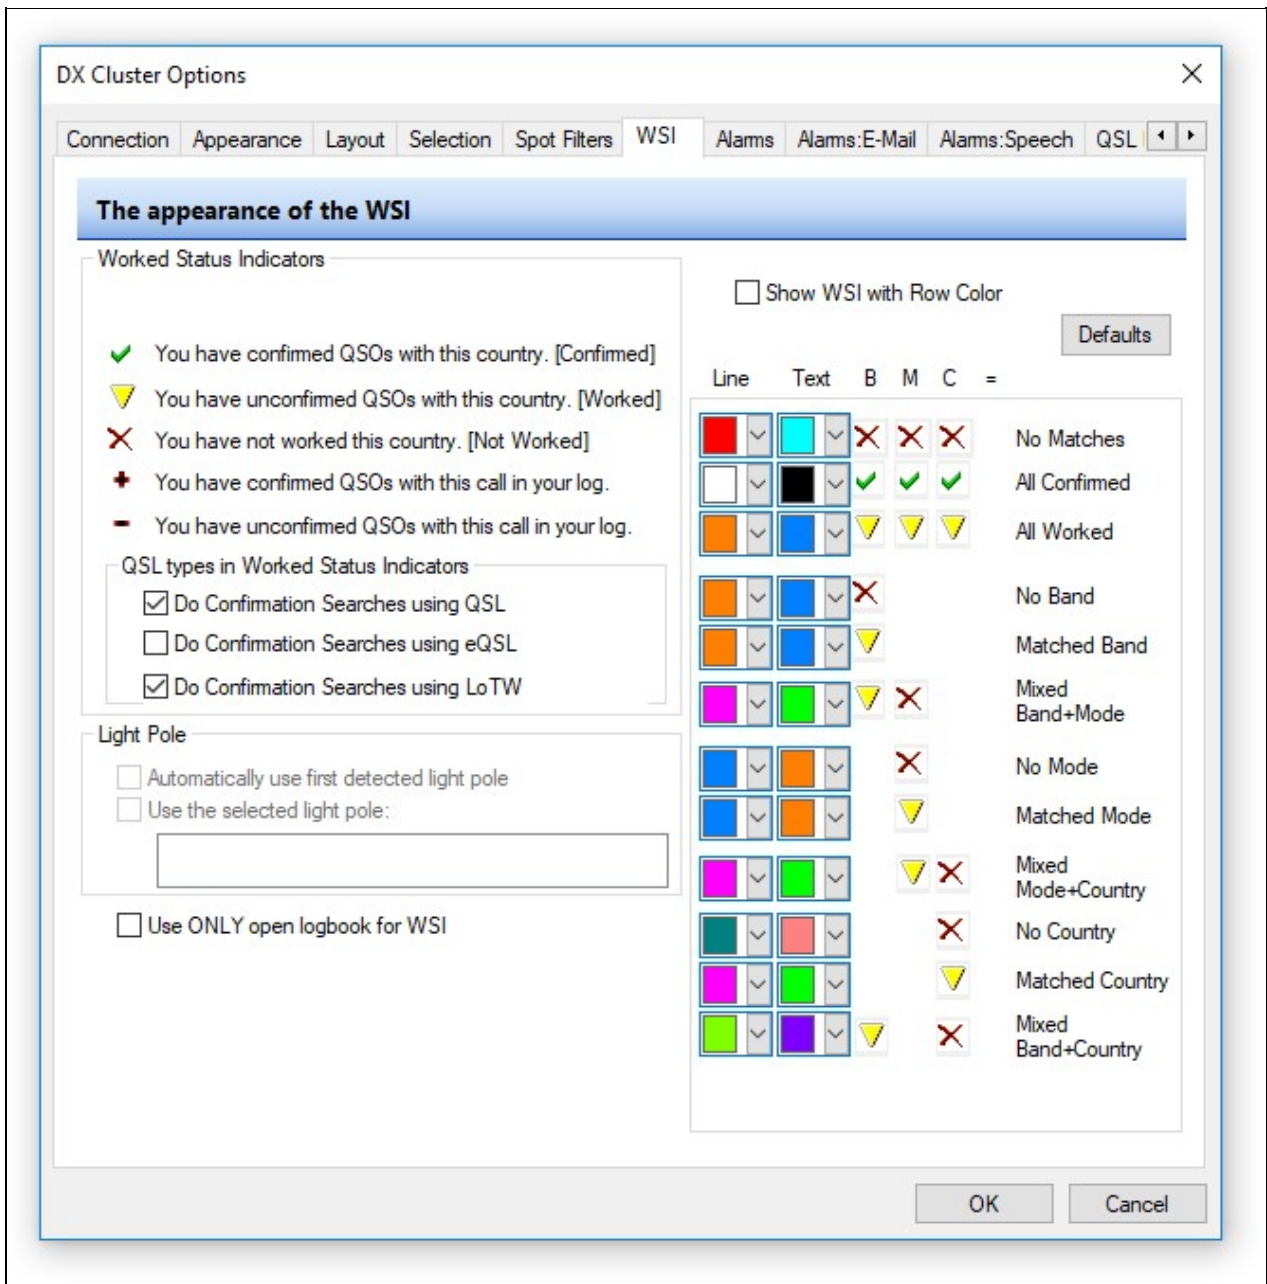 DX Cluster Options
Connection Appearance Layout Selection Spot Filters WSI Alarms Alarms:E-Mail Alarms:Speech QSL
The appearance of the WSI
Worked Status Indicators
You have confirmed QSOs with this country. [Confirmed]
You have unconfirmed QSOs with this country. [Worked]
You have not worked this country. [Not Worked]
You have confirmed QSOs with this call in your log.
You have unconfirmed QSOs with this call in your log.
QSL types in Worked Status Indicators
Do Confirmation Searches using QSL
Do Confirmation Searches using eQSL
Do Confirmation Searches using LoTW
Light Pole
Automatically use first detected light pole
Use the selected light pole:
Use ONLY open logbook for WSI
Show WSI with Row Color
Defaults
Line Text B M C =
No Matches
All Confirmed
All Worked
No Band
Matched Band
Mixed
Band+Mode
No Mode
Matched Mode
Mixed
Mode+Country
No Country
Matched Country
Mixed
Band+Country
OK Cancel